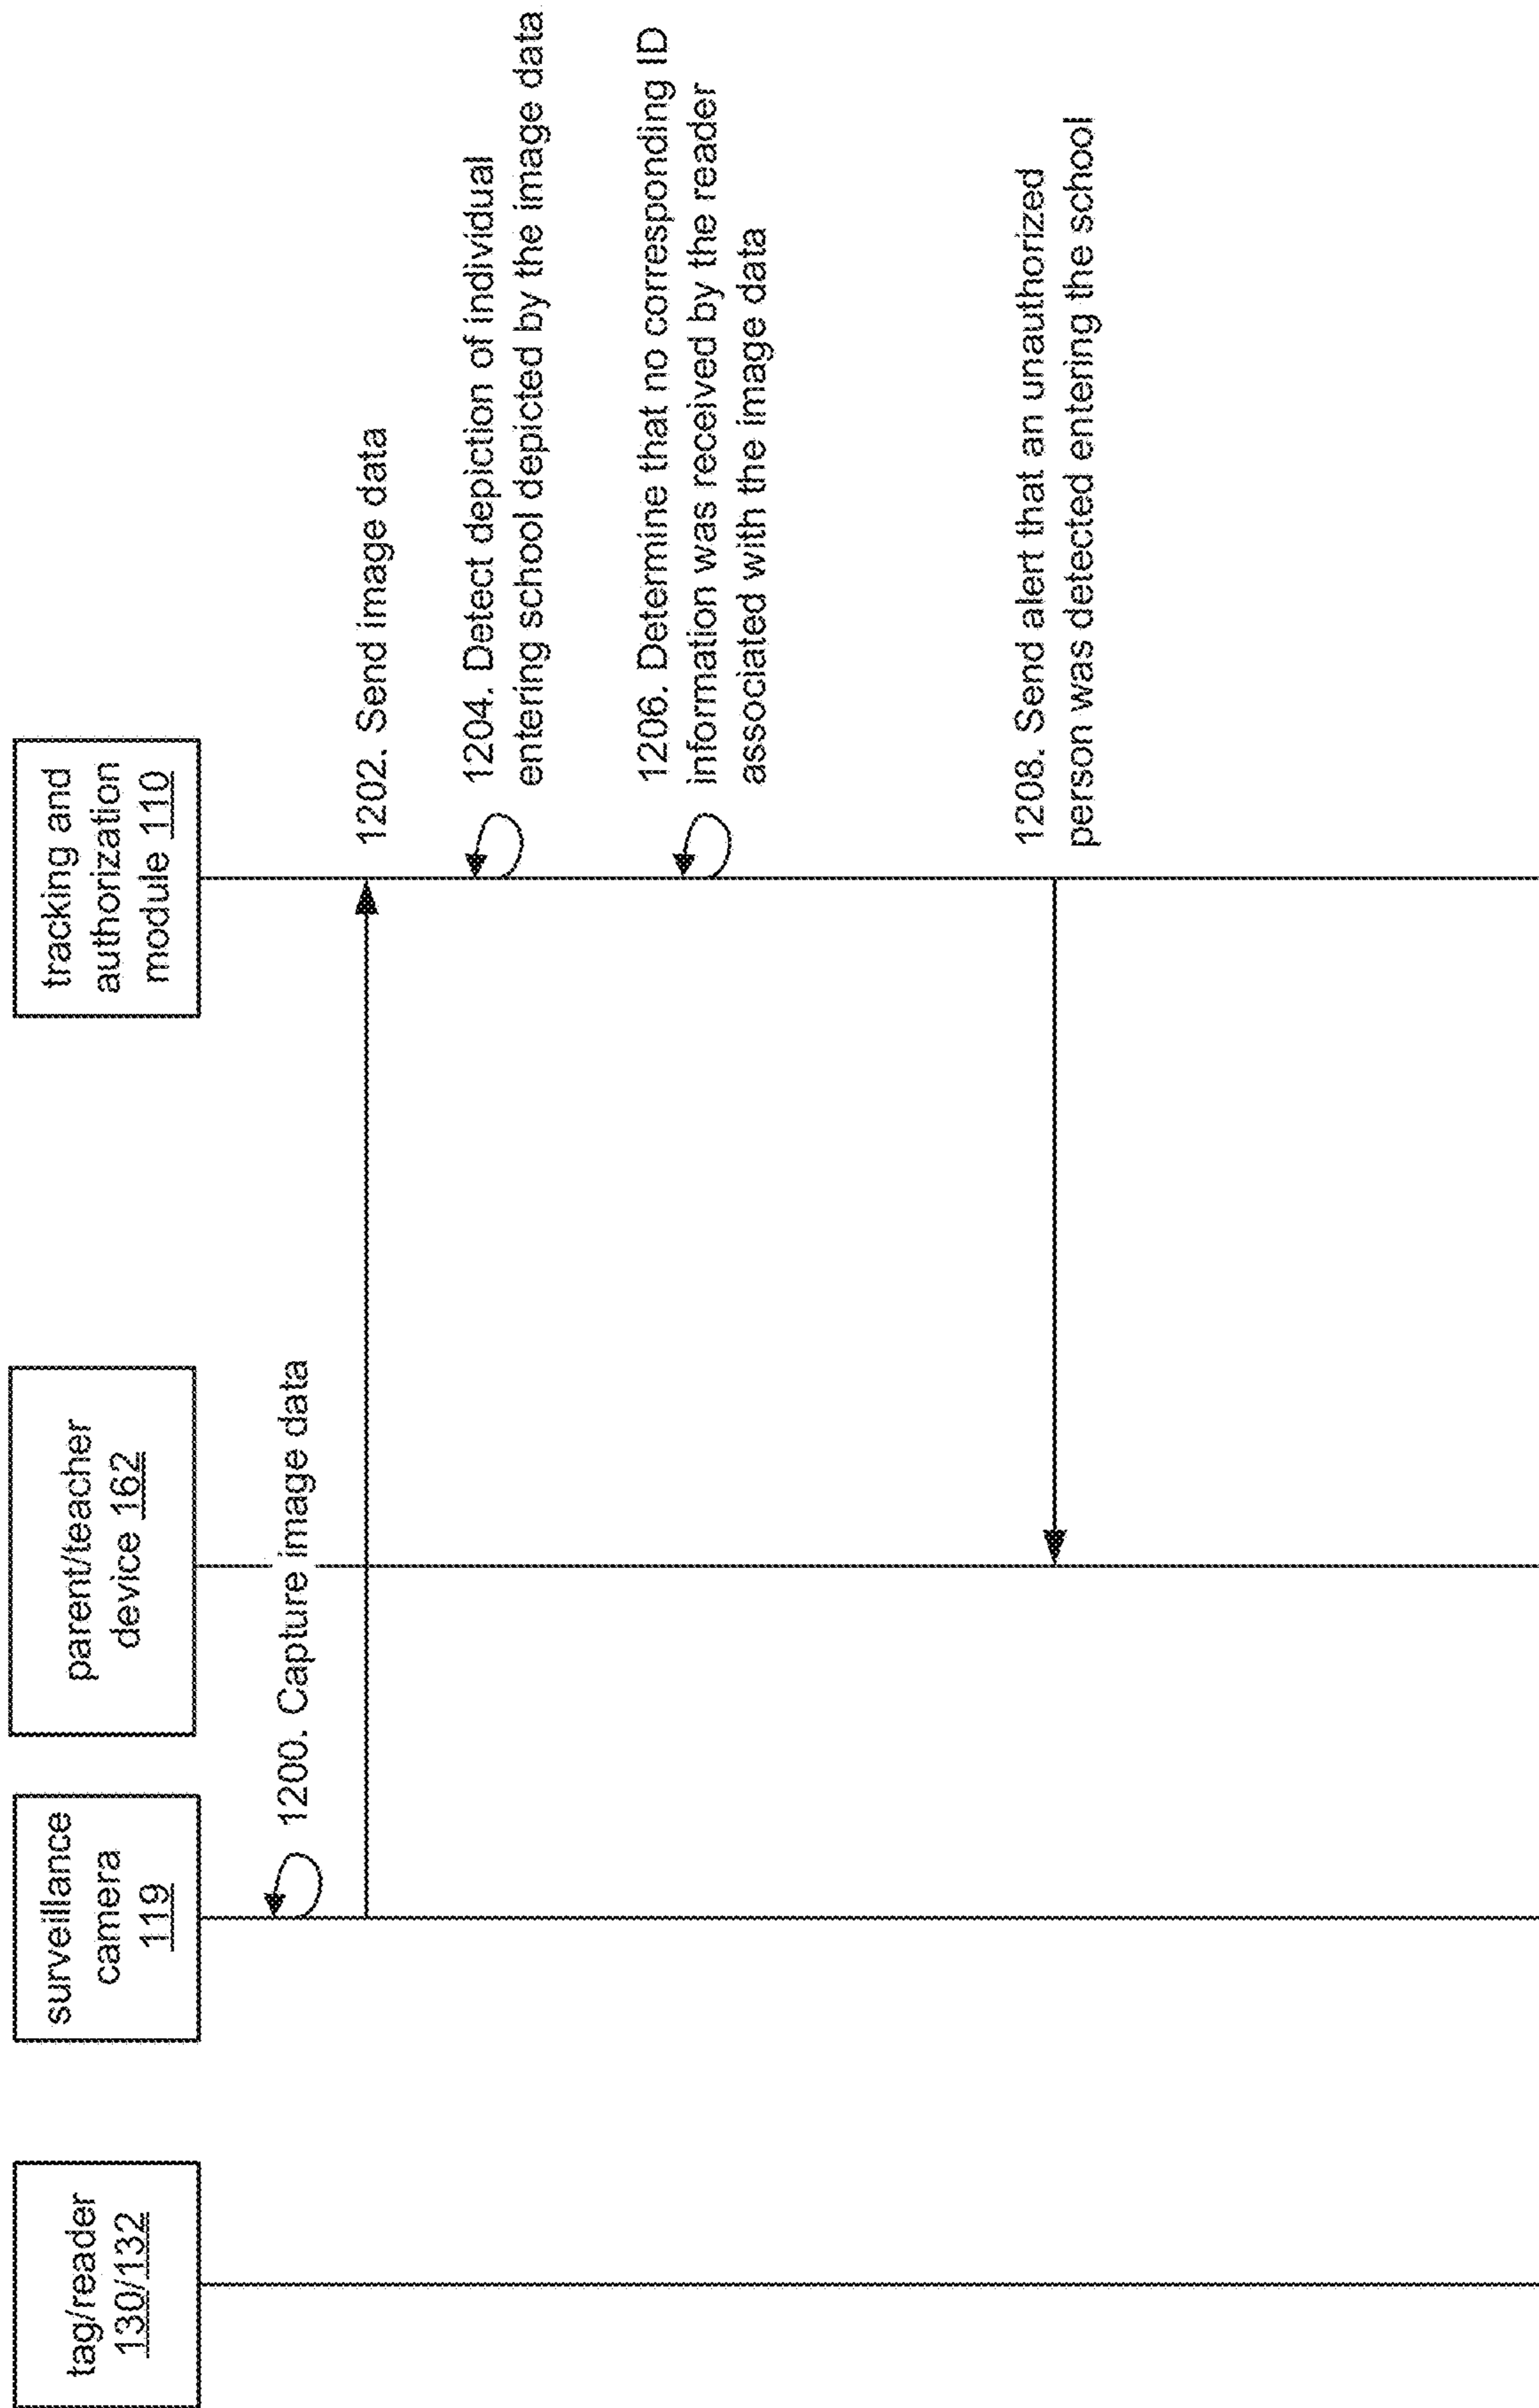 tag/reader
130/132
surveillance
camera
119
parent/teacher
device 162
tracking and
authorization
module 110
1200. Capture image data
1202. Send image data
1204. Detect depiction of individual
entering school depicted by the image data
1206. Determine that no corresponding ID
information was received by the reader
associated with the image data
1208. Send alert that an unauthorized
person was detected entering the school